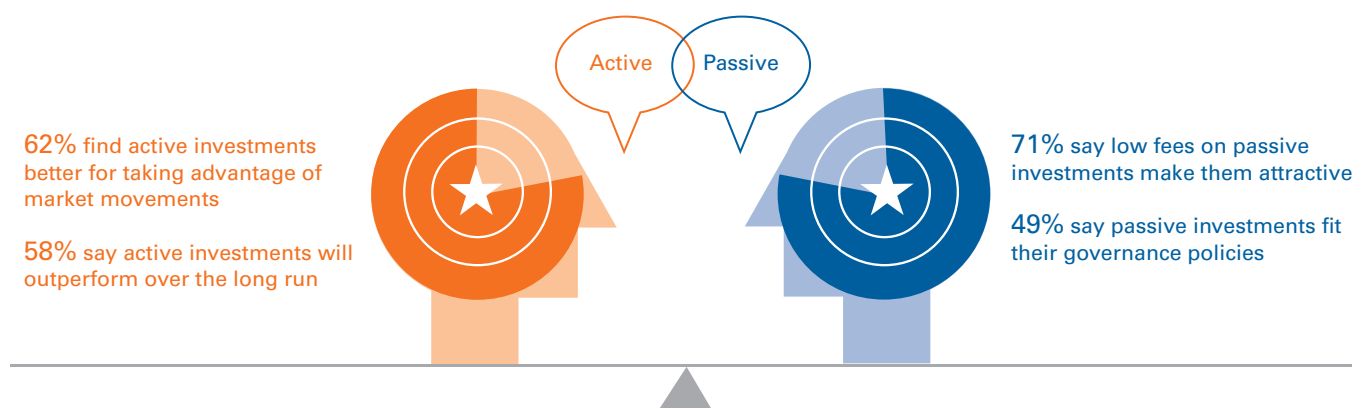 Active
Passive
62% find active investments
better for taking advantage of
market movements
58% say active investments will
outperform over the long run
71% say low fees on passive
investments make them attractive
49% say passive investments fit
their governance policies